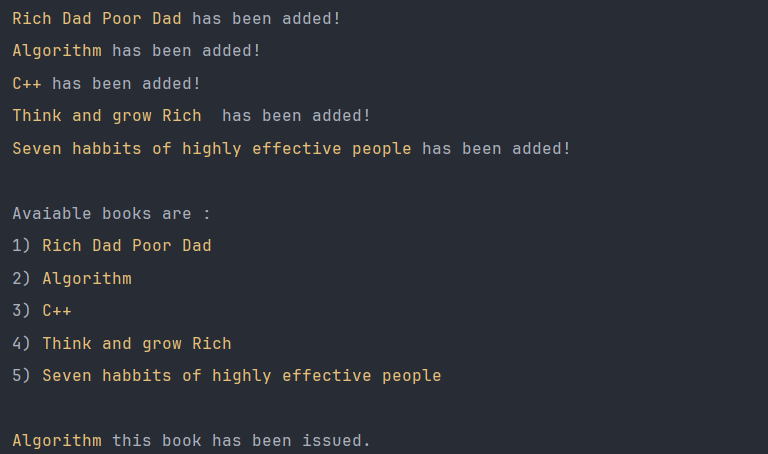 Rich Dad Poor Dad has been added!
Algorithm has been added!
C++ has been added!
Think and grow Rich  has been added!
Seven habbits of highly effective people has been added!
Avaiable books are :
1) Rich Dad Poor Dad
2) Algorithm
3) C++
4) Think and grow Rich
5) Seven habbits of highly effective people
Algorithm this book has been issued.